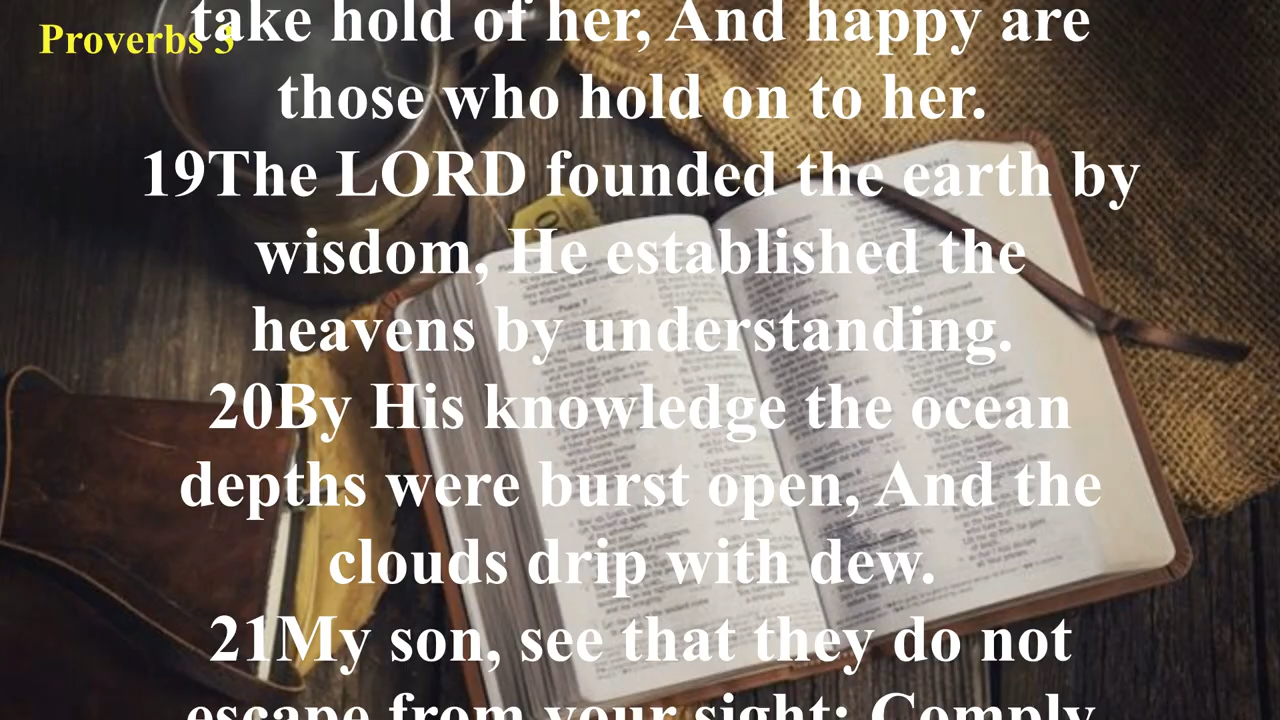 Proverbs 3
take hold of her, And happy are
those who hold on to her.
19The LORD founded the earth by
wisdom, He established the
heavens by understanding.
20By His knowledge the ocean
depths were burst open, And the
clouds drip with dew.
21My son, see that they do not
escape from your sight; Comply